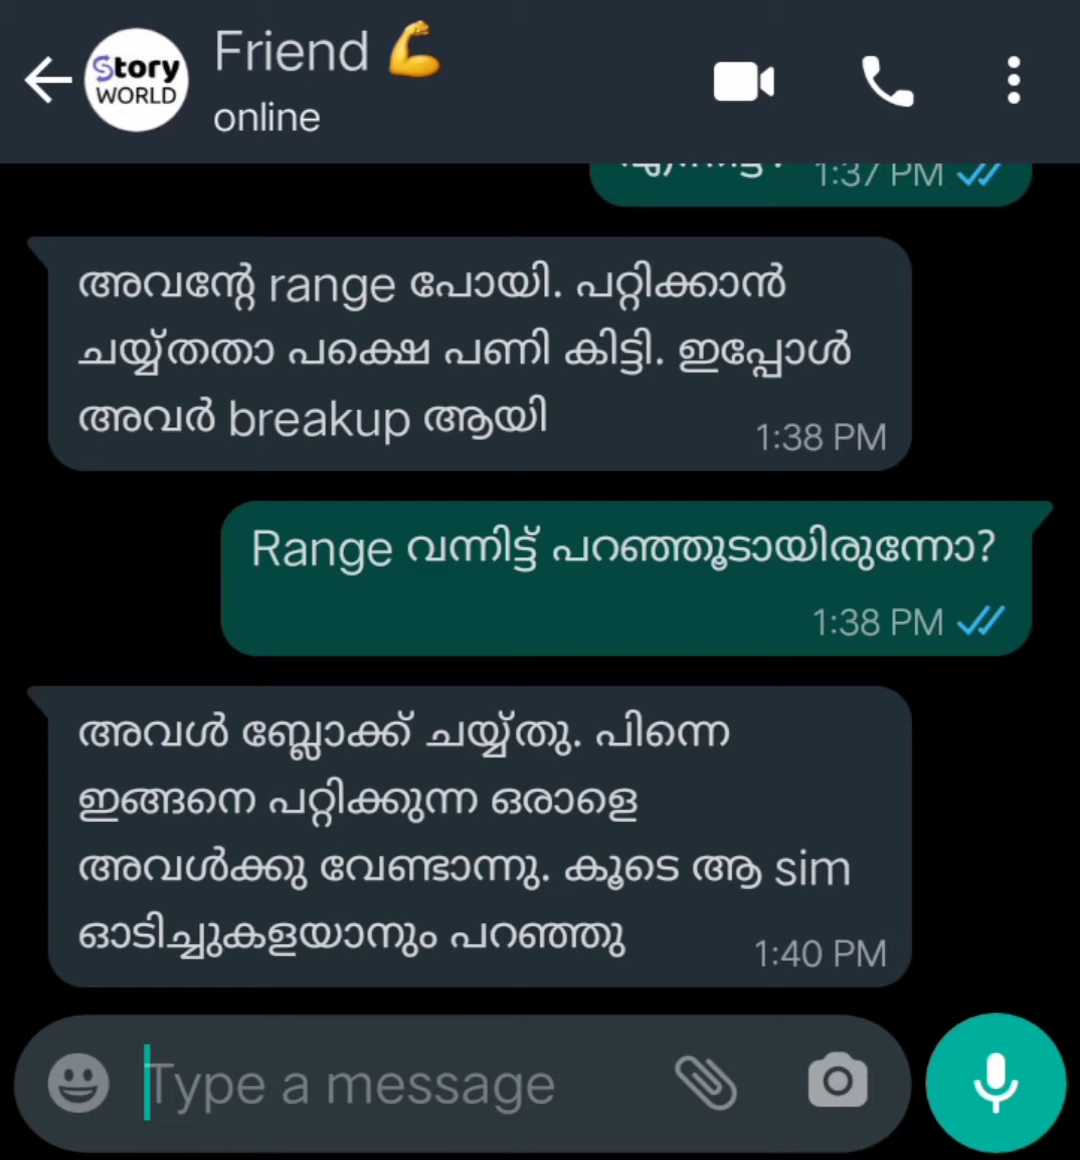 Story
WORLD
Friend 💪
online
1:37 PM
അവന്റേ range പോയി. പറ്റിക്കാൻ
ചയ്യ്തതാ പക്ഷെ പണി കിട്ടി. ഇപ്പോൾ
അവർ breakup ആയി
1:38 PM
Range വന്നിട്ട് പറഞ്ഞൂടായിരുന്നോ?
1:38 PM
അവൾ ബ്ലോക്ക് ചയ്യ്തു. പിന്നെ
ഇങ്ങനെ പറ്റിക്കുന്ന ഒരാളെ
അവൾക്കു വേണ്ടാന്നു. കൂടെ ആ sim
ഓടിച്ചുകളയാനും പറഞ്ഞു
1:40 PM
Type a message